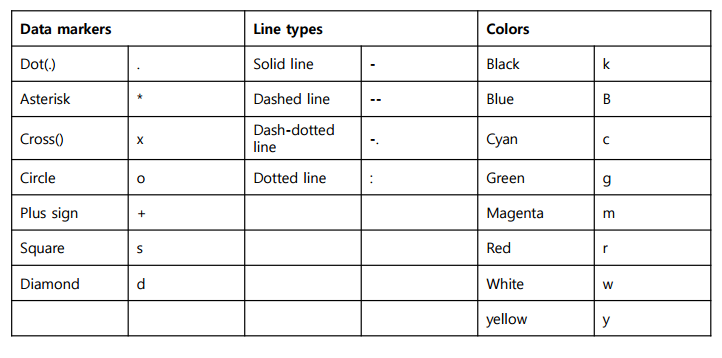 Data markers Line types Colors
Dot(.) . Solid line - Black k
Asterisk * Dashed line -- Blue B
Cross() x Dash-dotted
line -. Cyan c
Circle o Dotted line : Green g
Plus sign + Magenta m
Square s Red r
Diamond d White w
yellow y